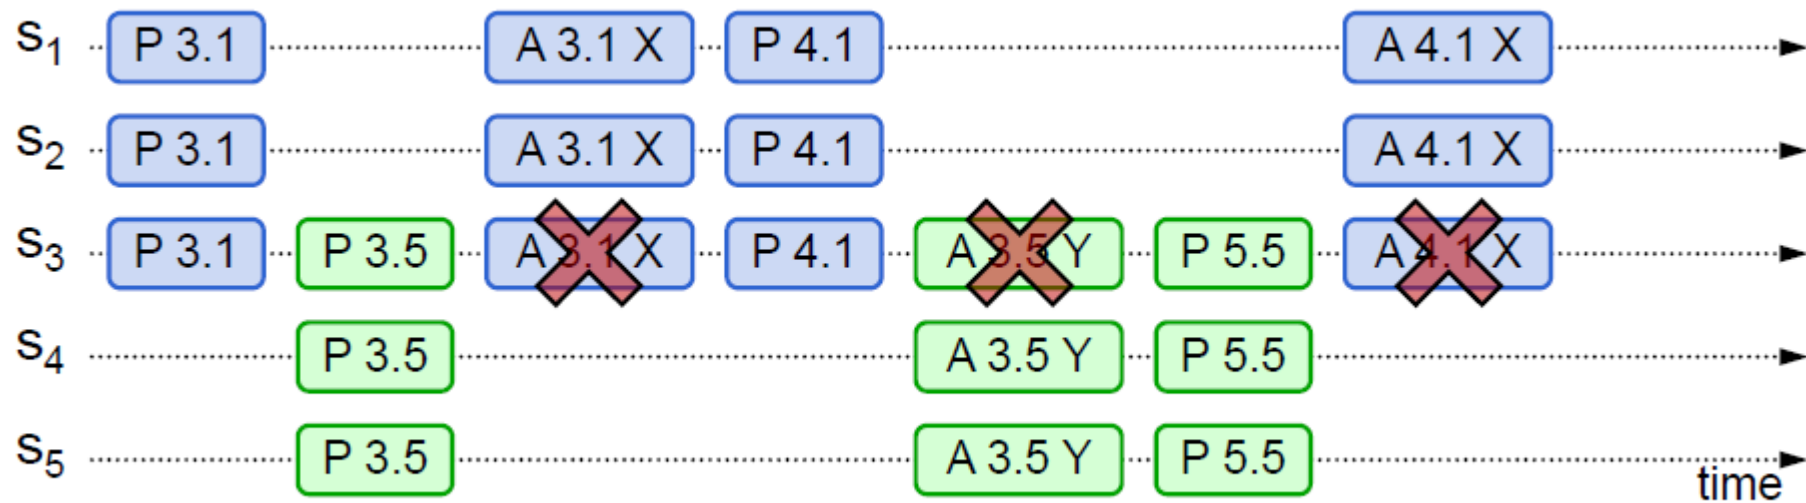 S1 P 3.1 A 3.1 X P 4.1 A 4.1 X
S2 P 3.1 A 3.1 X P 4.1 A 4.1 X
S3 P 3.1 P 3.5 A 3.1 X P 4.1 A 3.5 Y P 5.5 A 4.1 X
S4 P 3.5 A 3.5 Y P 5.5
S5 P 3.5 A 3.5 Y P 5.5
time